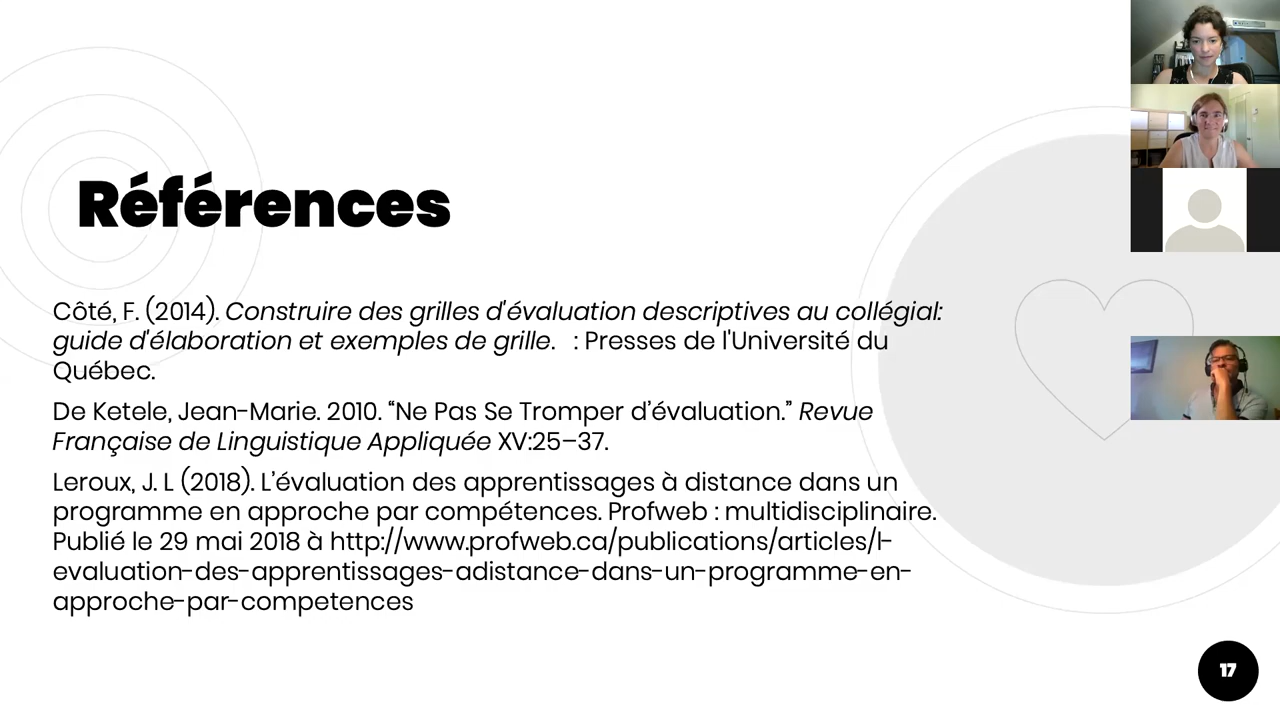 Références
Côté, F. (2014). Construire des grilles d'évaluation descriptives au collégial:
guide d'élaboration et exemples de grille.   : Presses de l'Université du
Québec.
De Ketele, Jean-Marie. 2010. “Ne Pas Se Tromper d’évaluation.” Revue
Française de Linguistique Appliquée XV:25–37.
Leroux, J. L (2018). L’évaluation des apprentissages à distance dans un
programme en approche par compétences. Profweb : multidisciplinaire.
Publié le 29 mai 2018 à http://www.profweb.ca/publications/articles/l-
evaluation-des-apprentissages-adistance-dans-un-programme-en-
approche-par-competences
17